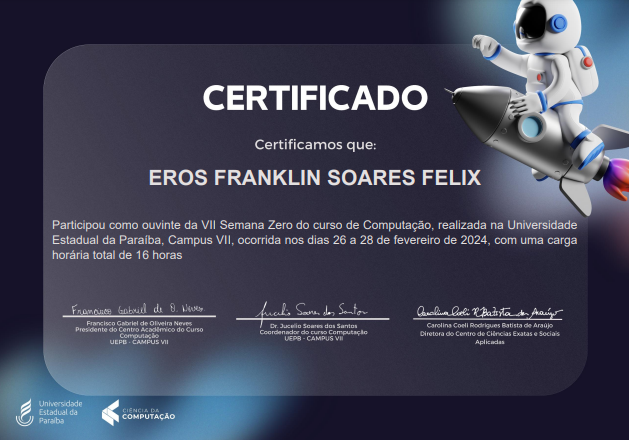 CERTIFICADO
Certificamos que:
EROS FRANKLIN SOARES FELIX
Participou como ouvinte da VII Semana Zero do curso de Computação, realizada na Universidade
Estadual da Paraíba, Campus VII, ocorrida nos dias 26 a 28 de fevereiro de 2024, com uma carga
horária total de 16 horas
Francisco Gabriel de O. Neves
Francisco Gabriel de Oliveira Neves
Presidente do Centro Acadêmico do Curso
Computação
UEPB - CAMPUS VII
Jucelio Soares dos Santos
Dr. Jucelio Soares dos Santos
Coordenador do curso Computação
UEPB - CAMPUS VII
Carolina Coeli R. Batista de Araújo
Carolina Coeli Rodrigues Batista de Araújo
Diretora do Centro de Ciências Exatas e Sociais
Aplicadas
Universidade
Estadual da
Paraíba
CIÊNCIA DA
COMPUTAÇÃO